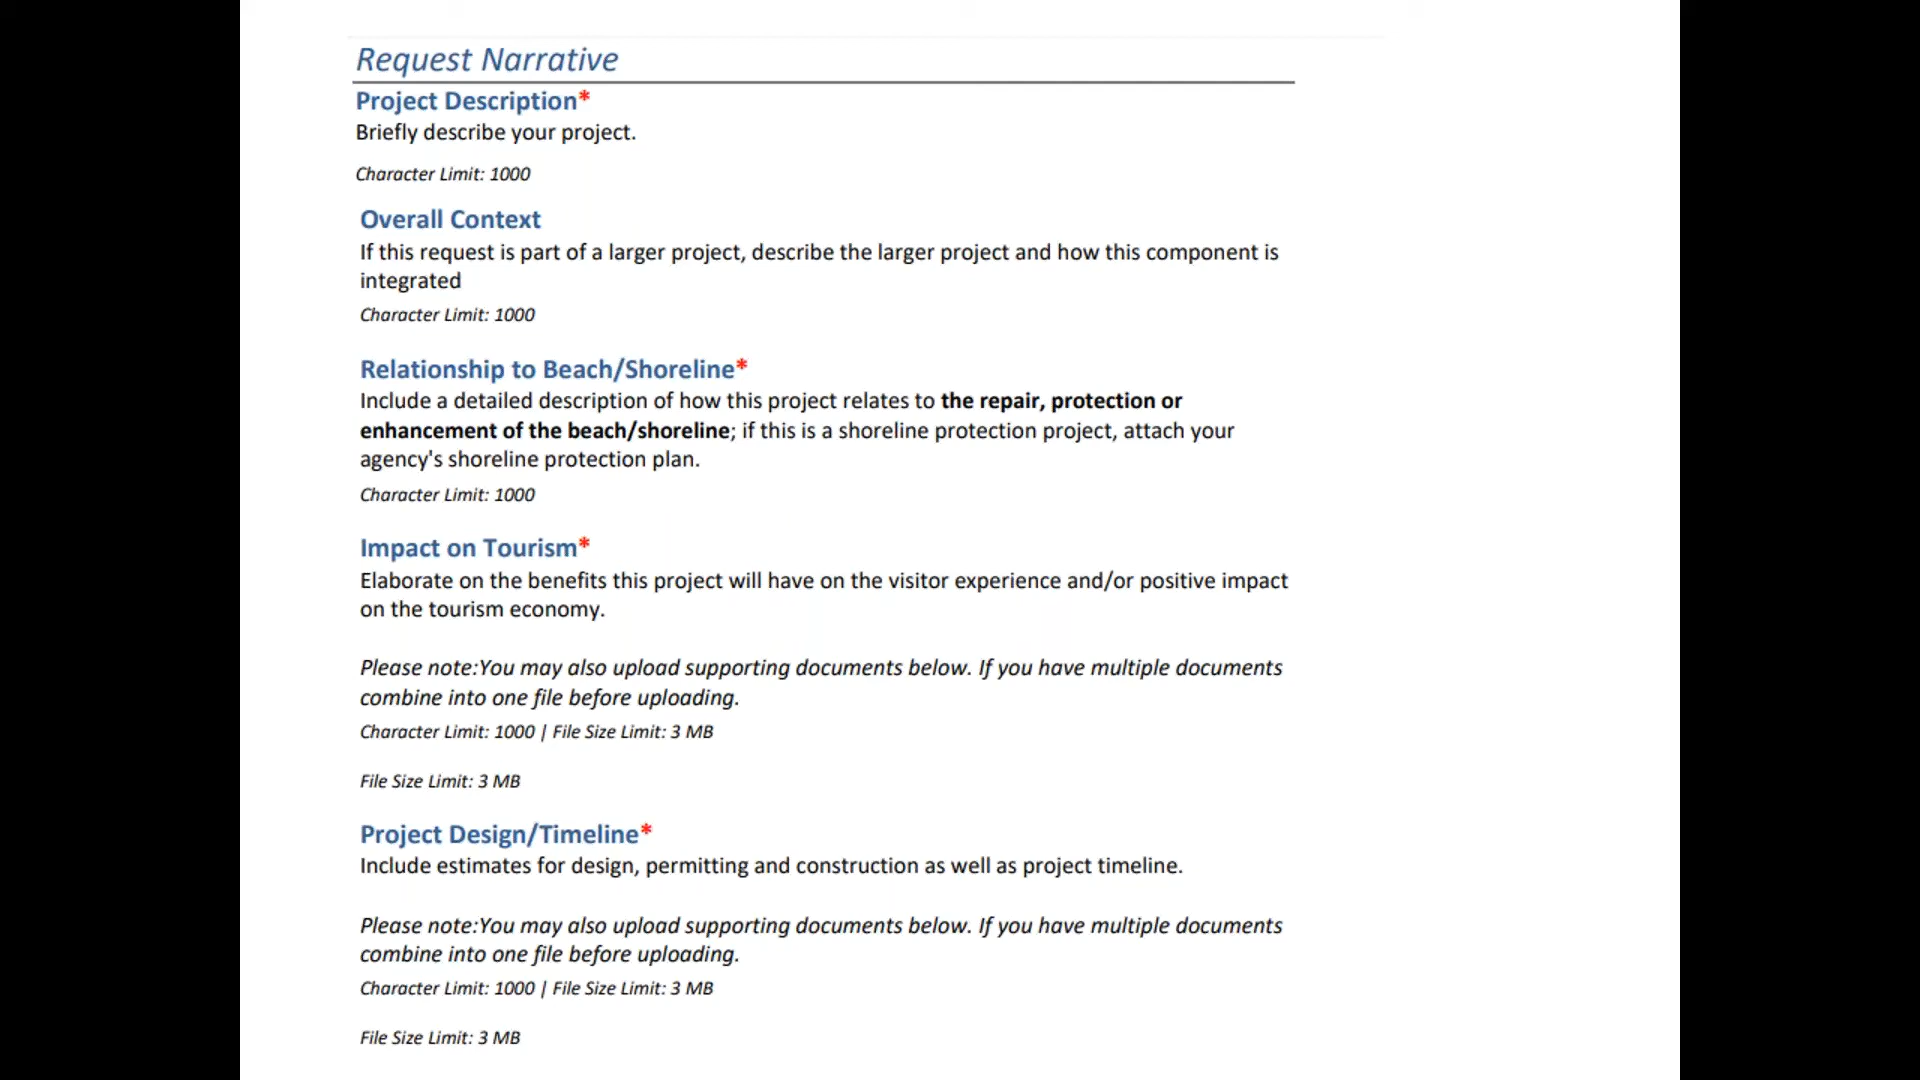 Request Narrative
Project Description*
Briefly describe your project.
Character Limit: 1000
Overall Context
If this request is part of a larger project, describe the larger project and how this component is
integrated
Character Limit: 1000
Relationship to Beach/Shoreline*
Include a detailed description of how this project relates to the repair, protection or
enhancement of the beach/shoreline; if this is a shoreline protection project, attach your
agency's shoreline protection plan.
Character Limit: 1000
Impact on Tourism*
Elaborate on the benefits this project will have on the visitor experience and/or positive impact
on the tourism economy.
Please note:You may also upload supporting documents below. If you have multiple documents
combine into one file before uploading.
Character Limit: 1000 | File Size Limit: 3 MB
File Size Limit: 3 MB
Project Design/Timeline*
Include estimates for design, permitting and construction as well as project timeline.
Please note:You may also upload supporting documents below. If you have multiple documents
combine into one file before uploading.
Character Limit: 1000 | File Size Limit: 3 MB
File Size Limit: 3 MB